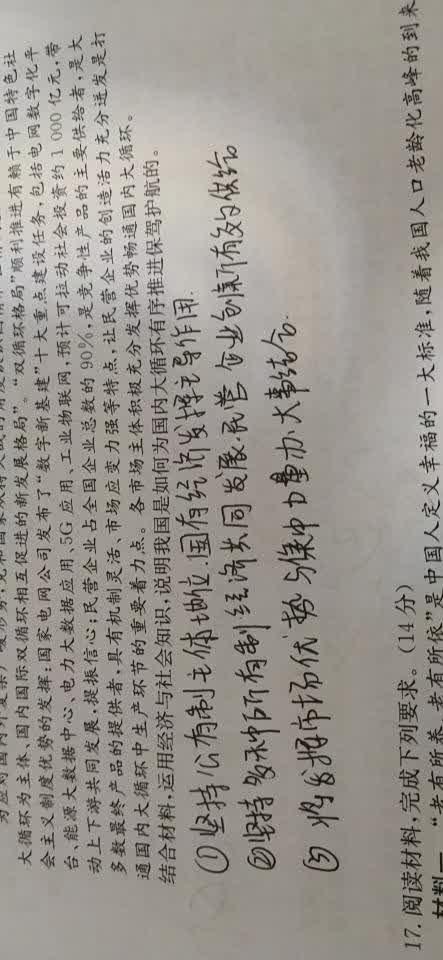 大循环为主体、国内国际双循环相互促进的新发展格局”。“双循环格局”顺利推进有赖于中国特色社
会主义制度优势的发挥:国家电网公司发布了“数字新基建”十大重点建设任务,包括电网数字化平
台、能源大数据中心、电力大数据应用、5G应用、工业物联网,预计可拉动社会投资约1000亿元,带
动上下游共同发展,提振信心;民营企业占全国企业总数的90%,是竞争性产品的主要供给者,是大
多数最终产品的提供者,具有机制灵活、市场应变力强等特点,让民营企业的创造活力充分迸发是打
通国内大循环中生产环节的重要着力点。各市场主体积极充分发挥优势畅通国内大循环。
结合材料,运用经济与社会知识,说明我国是如何为国内大循环有序推进保驾护航的。
①坚持公有制主体地位.国有经济发挥主导作用.
②坚持多种所有制经济共同发展.民营企业创新有效供给
③将发挥市场优势与集中力量办大事结合.
17. 阅读材料,完成下列要求。(14分)
材料一 “老有所养、老有所依”是中国人定义幸福的一大标准,随着我国人口老龄化高峰的到来